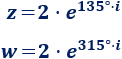 z = 2 · e^{135°·i}
w = 2 · e^{315°·i}